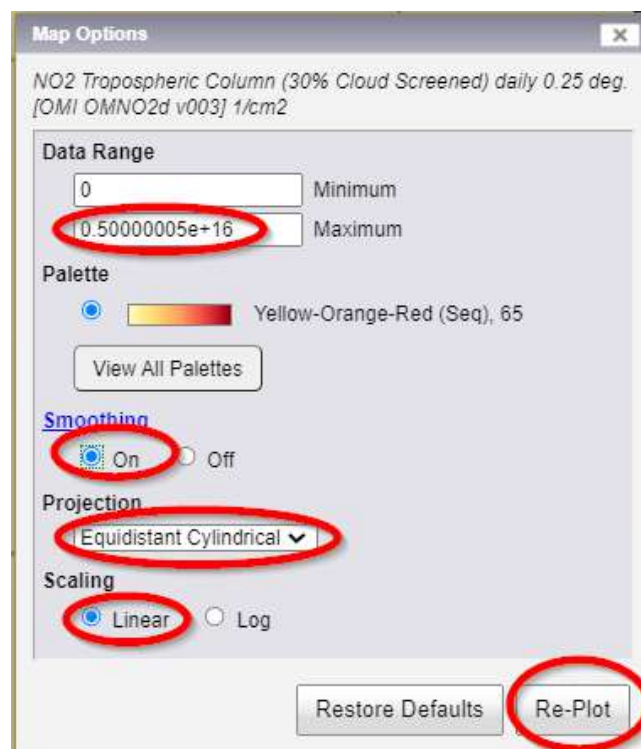 Map Options
NO2 Tropospheric Column (30% Cloud Screened) daily 0.25 deg.
[OMI OMNO2d v003] 1/cm2
Data Range
0 Minimum
0.50000005e+16 Maximum
Palette
Yellow-Orange-Red (Seq), 65
View All Palettes
Smoothing
On Off
Projection
Equidistant Cylindrical
Scaling
Linear Log
Restore Defaults Re-Plot